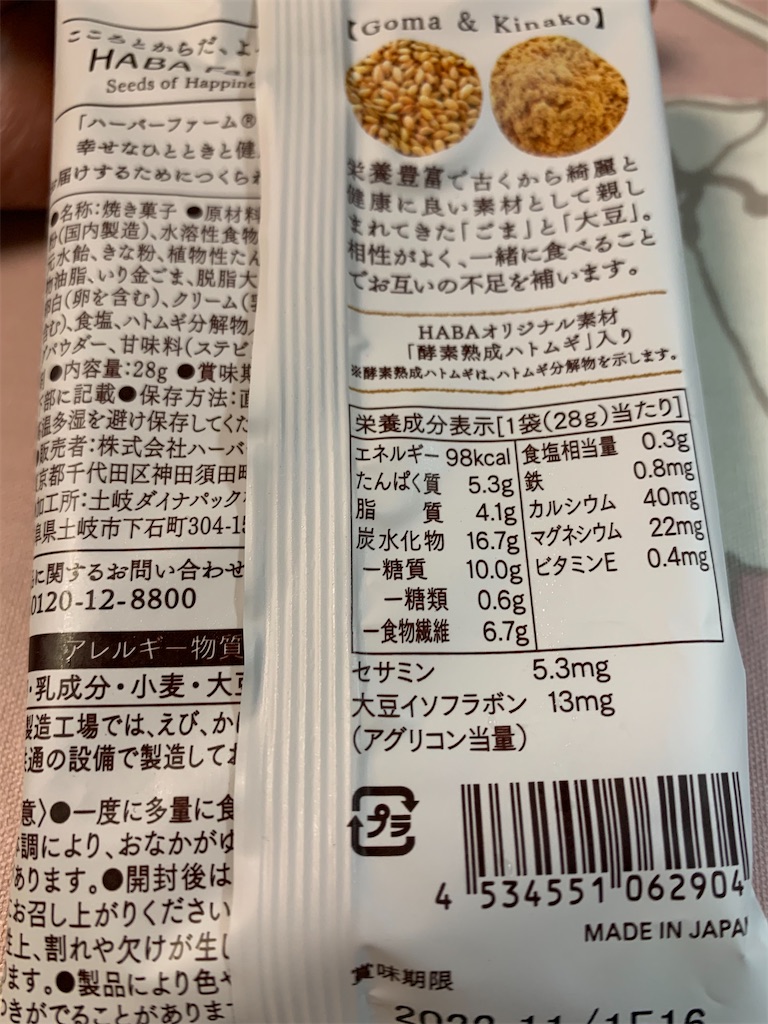 こころとからだ、よ
HABA Far
Seeds of Happine
「ハーバーファーム®
幸せなひとときと健
届けするためにつくられ
●名称:焼き菓子 ●原材料
粉(国内製造)、水溶性食物
元水飴、きな粉、植物性たん
油脂、いり金ごま、脱脂大
卵白(卵を含む)、クリーム(乳
む)、食塩、ハトムギ分解物
パウダー、甘味料(ステビ
●内容量:28g ●賞味期
部に記載●保存方法:直
温多湿を避け保存してくだ
販売者:株式会社ハーバ
京都千代田区神田須田町
加工所:土岐ダイナパック
阜県土岐市下石町304-15
に関するお問い合わせ
0120-12-8800
アレルギー物質
・乳成分・小麦・大豆
製造工場では、えび、か
通の設備で製造して
意〉●一度に多量に食
調により、おなかがゆ
あります。●開封後は
お召し上がりください
上、割れや欠けが生じ
ます。●製品により色や
つきがでることがありま
【Goma & Kinako】
栄養豊富で古くから綺麗と
健康に良い素材として親し
まれてきた「ごま」と「大豆」。
相性がよく、一緒に食べること
でお互いの不足を補います。
HABAオリジナル素材
「酵素熟成ハトムギ」入り
※酵素熟成ハトムギは、ハトムギ分解物を示します。
栄養成分表示[1袋(28g)当たり]
エネルギー 98kcal
たんぱく質 5.3g
脂 質 4.1g
炭水化物 16.7g
―糖質 10.0g
―糖類 0.6g
―食物繊維 6.7g
食塩相当量 0.3g
鉄 0.8mg
カルシウム 40mg
マグネシウム 22mg
ビタミンE 0.4mg
セサミン 5.3mg
大豆イソフラボン 13mg
(アグリコン当量)
プラ
4 534551 062904
MADE IN JAPAN
賞味期限